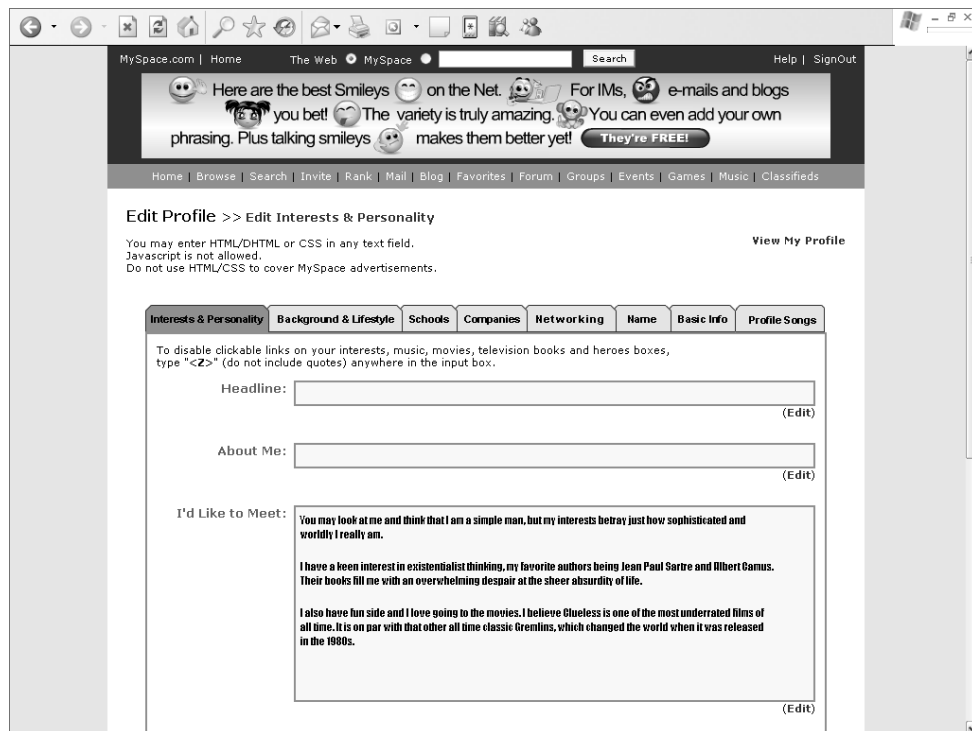 MySpace.com | Home The Web MySpace Search Help | SignOut
Here are the best Smileys on the Net. For IMs, e-mails and blogs
you bet! The variety is truly amazing. You can even add your own
phrasing. Plus talking smileys makes them better yet! They're FREE!
Home | Browse | Search | Invite | Rank | Mail | Blog | Favorites | Forum | Groups | Events | Games | Music | Classifieds
Edit Profile >> Edit Interests & Personality
You may enter HTML/DHTML or CSS in any text field.
View My Profile
Javascript is not allowed.
Do not use HTML/CSS to cover MySpace advertisements.
Interests & Personality Background & Lifestyle Schools Companies Networking Name Basic Info Profile Songs
To disable clickable links on your interests, music, movies, television books and heroes boxes,
type "<Z>" (do not include quotes) anywhere in the input box.
Headline:
(Edit)
About Me:
(Edit)
I'd Like to Meet:
You may look at me and think that I am a simple man, but my interests betray just how sophisticated and
worldly I really am.
I have a keen interest in existentialist thinking, my favorite authors being Jean Paul Sartre and Albert Camus.
Their books fill me with an overwhelming despair at the sheer absurdity of life.
I also have fun side and I love going to the movies. I believe Clueless is one of the most underrated films of
all time. It is on par with that other all time classic Gremlins, which changed the world when it was released
in the 1980s.
(Edit)